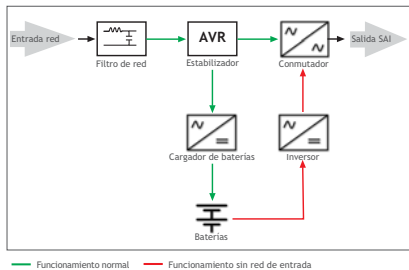 Entrada red
Filtro de red
AVR
Estabilizador
Conmutador
Salida SAI
Cargador de baterías
Inversor
Baterías
Funcionamiento normal
Funcionamiento sin red de entrada